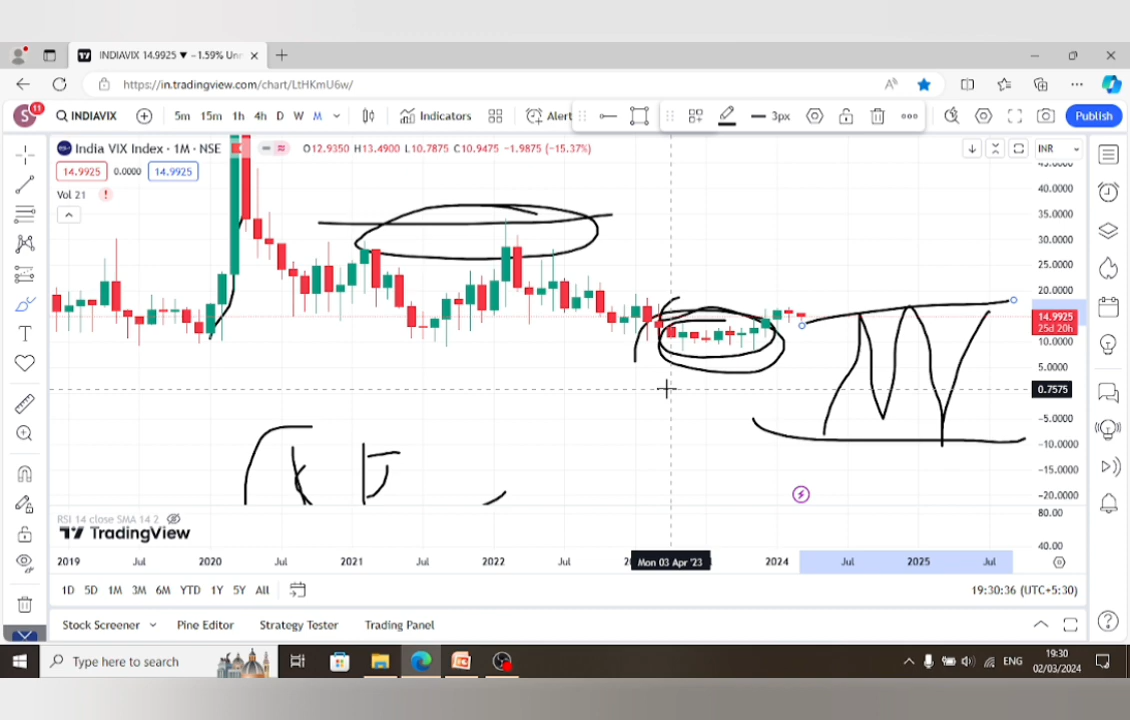 INDIAVIX 14.9925 ▼ −1.59% Unr
https://in.tradingview.com/chart/LtHKmU6w/
S 11 INDIAVIX 5m 15m 1h 4h D W M Indicators Alert 3px Publish
India VIX Index · 1M · NSE O12.9350 H13.4900 L10.7875 C10.9475 −1.9875 (−15.37%) INR
14.9925 0.0000 14.9925
Vol 21
45.0000
40.0000
35.0000
30.0000
25.0000
20.0000
14.9925
25d 20h
10.0000
5.0000
0.7575
−5.0000
−10.0000
−15.0000
−20.0000
RSI 14 close SMA 14 2
80.00
TradingView
40.00
2019 Jul 2020 Jul 2021 Jul 2022 Jul Mon 03 Apr '23 2024 Jul 2025 Jul
1D 5D 1M 3M 6M YTD 1Y 5Y All 19:30:36 (UTC+5:30)
Stock Screener Pine Editor Strategy Tester Trading Panel
Type here to search ENG 19:30
02/03/2024